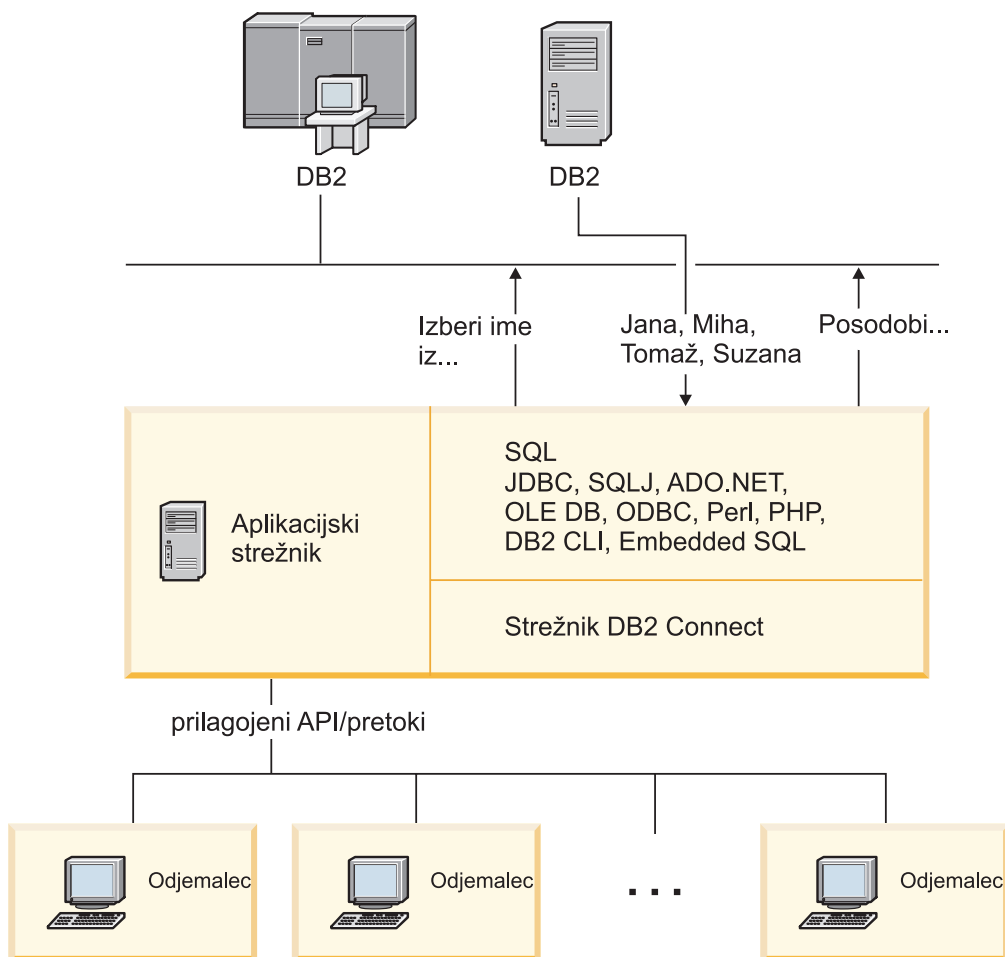 DB2
DB2
Izberi ime
iz...
Jana, Miha,
Tomaž, Suzana
Posodobi...
Aplikacijski
strežnik
SQL
JDBC, SQLJ, ADO.NET,
OLE DB, ODBC, Perl, PHP,
DB2 CLI, Embedded SQL
Strežnik DB2 Connect
prilagojeni API/pretoki
Odjemalec
Odjemalec
...
Odjemalec